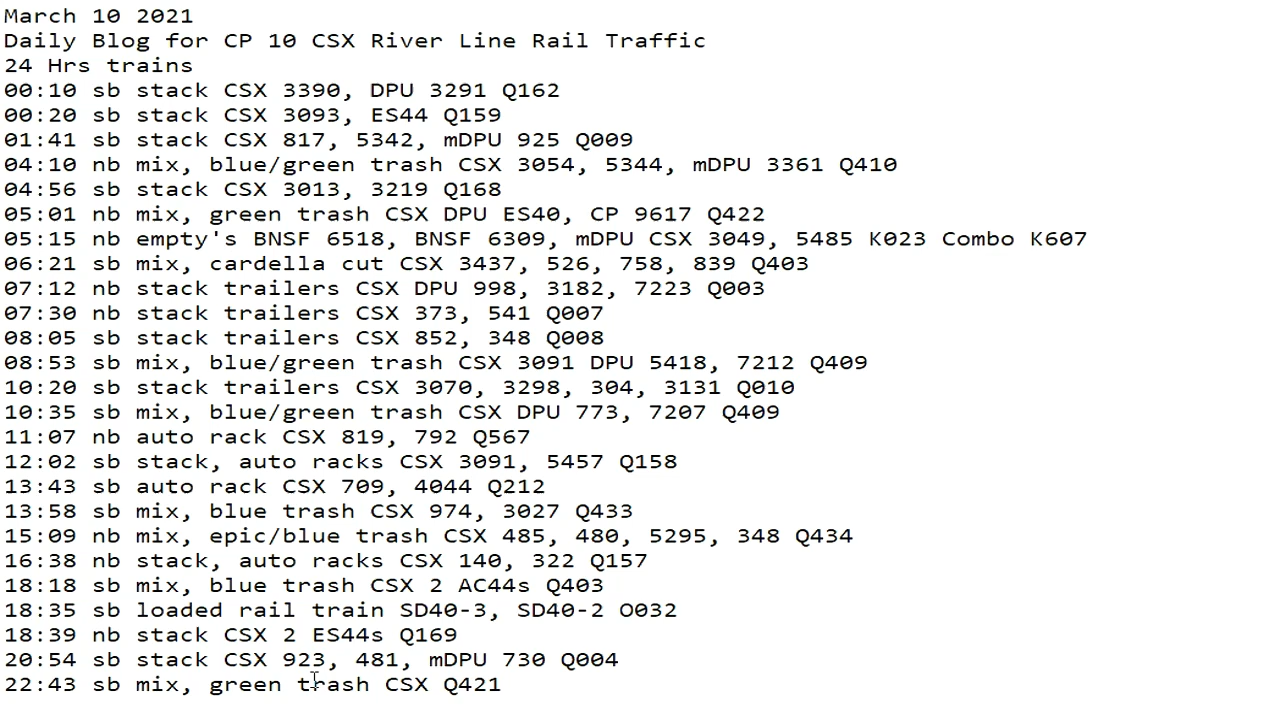 March 10 2021
Daily Blog for CP 10 CSX River Line Rail Traffic
24 Hrs trains
00:10 sb stack CSX 3390, DPU 3291 Q162
00:20 sb stack CSX 3093, ES44 Q159
01:41 sb stack CSX 817, 5342, mDPU 925 Q009
04:10 nb mix, blue/green trash CSX 3054, 5344, mDPU 3361 Q410
04:56 sb stack CSX 3013, 3219 Q168
05:01 nb mix, green trash CSX DPU ES40, CP 9617 Q422
05:15 nb empty's BNSF 6518, BNSF 6309, mDPU CSX 3049, 5485 K023 Combo K607
06:21 sb mix, cardella cut CSX 3437, 526, 758, 839 Q403
07:12 nb stack trailers CSX DPU 998, 3182, 7223 Q003
07:30 nb stack trailers CSX 373, 541 Q007
08:05 sb stack trailers CSX 852, 348 Q008
08:53 sb mix, blue/green trash CSX 3091 DPU 5418, 7212 Q409
10:20 sb stack trailers CSX 3070, 3298, 304, 3131 Q010
10:35 sb mix, blue/green trash CSX DPU 773, 7207 Q409
11:07 nb auto rack CSX 819, 792 Q567
12:02 sb stack, auto racks CSX 3091, 5457 Q158
13:43 sb auto rack CSX 709, 4044 Q212
13:58 sb mix, blue trash CSX 974, 3027 Q433
15:09 nb mix, epic/blue trash CSX 485, 480, 5295, 348 Q434
16:38 nb stack, auto racks CSX 140, 322 Q157
18:18 sb mix, blue trash CSX 2 AC44s Q403
18:35 sb loaded rail train SD40-3, SD40-2 O032
18:39 nb stack CSX 2 ES44s Q169
20:54 sb stack CSX 923, 481, mDPU 730 Q004
22:43 sb mix, green trash CSX Q421